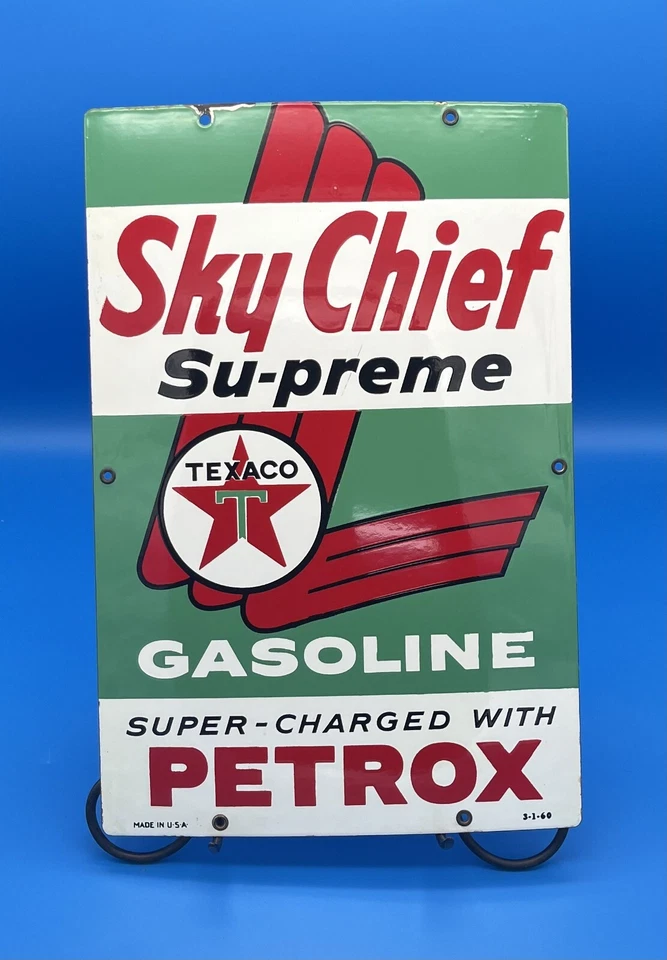 Sky Chief
Su-preme
TEXACO
T
GASOLINE
SUPER-CHARGED WITH
PETROX
MADE IN U·S·A· 3-1-60